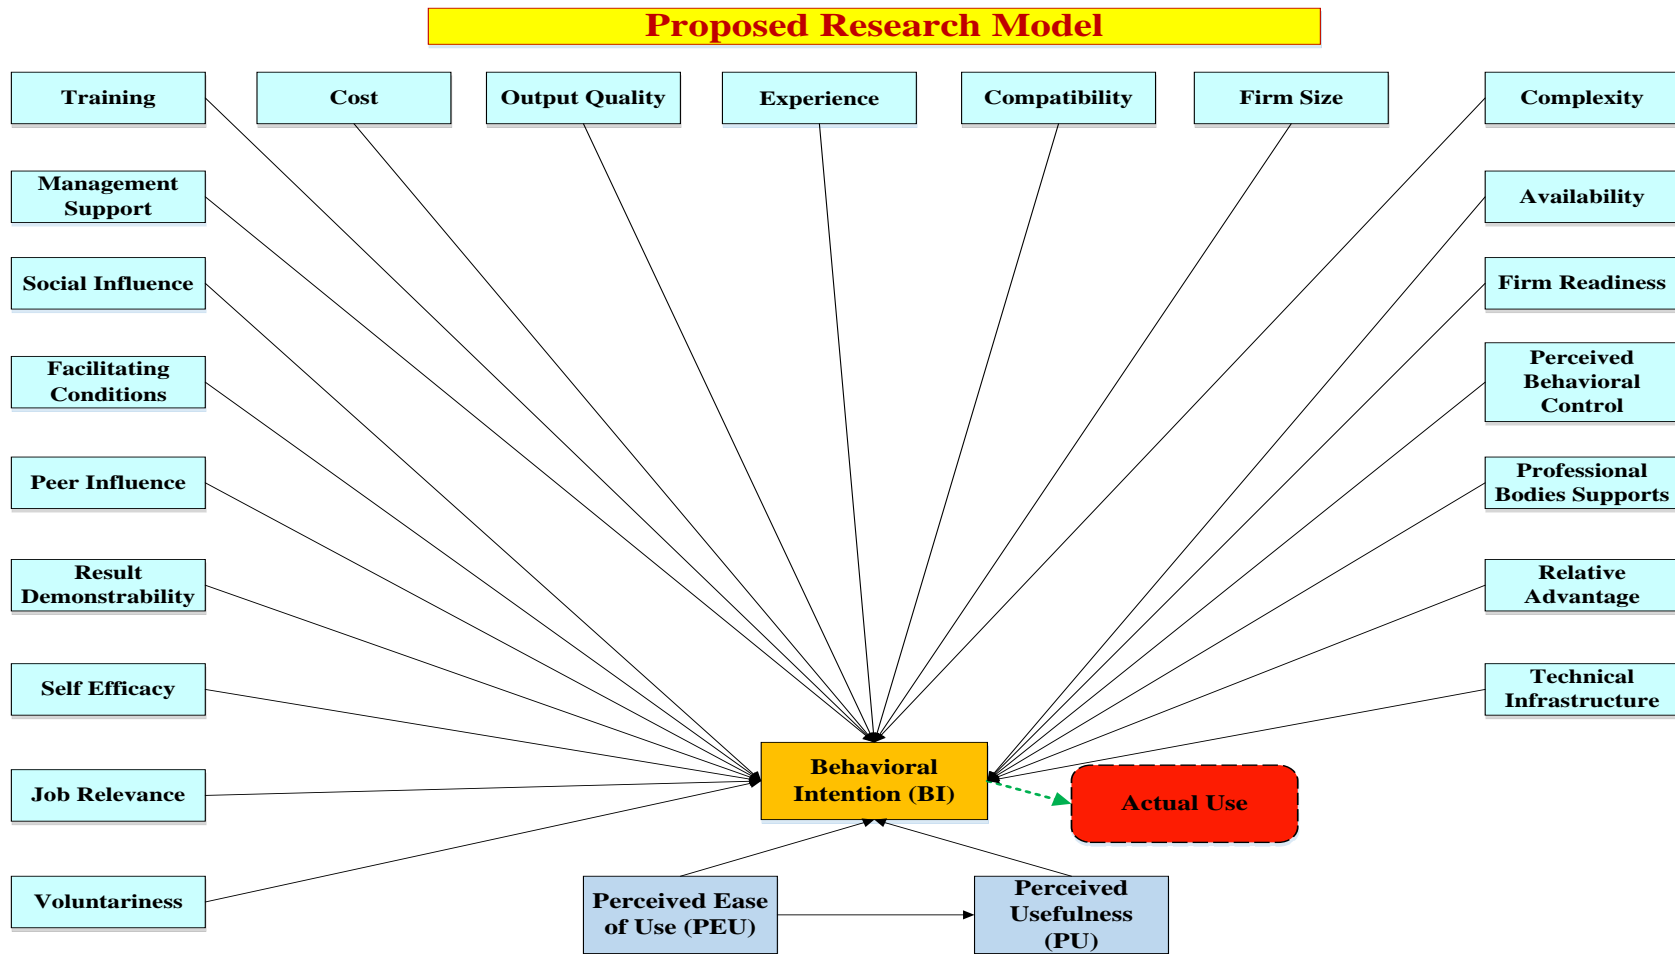 Proposed Research Model
Training
Cost
Output Quality
Experience
Compatibility
Firm Size
Complexity
Management
Support
Availability
Social Influence
Firm Readiness
Facilitating
Conditions
Perceived
Behavioral
Control
Peer Influence
Professional
Bodies Supports
Result
Demonstrability
Relative
Advantage
Self Efficacy
Technical
Infrastructure
Job Relevance
Behavioral
Intention (BI)
Actual Use
Voluntariness
Perceived Ease
of Use (PEU)
Perceived
Usefulness
(PU)